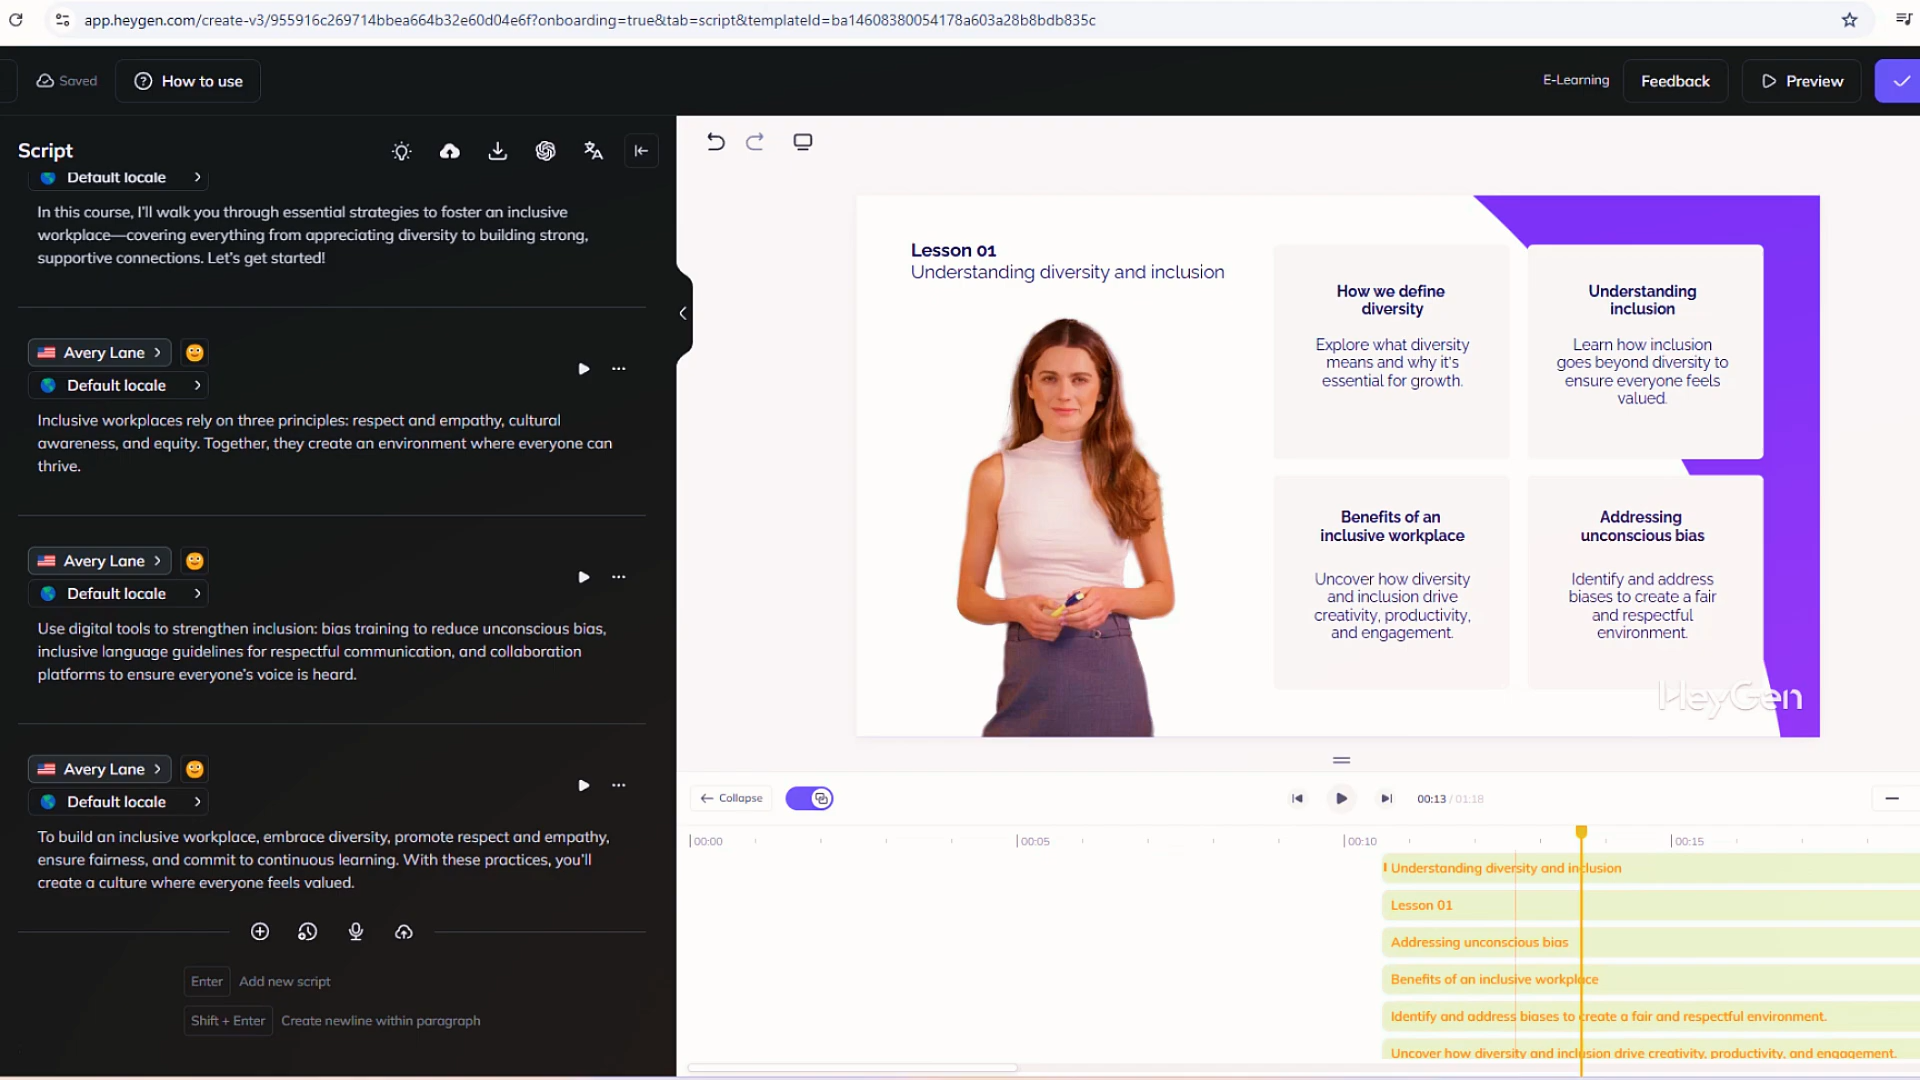 app.heygen.com/create-v3/955916c269714bbea664b32e60d04e6f?onboarding=true&tab=script&templateId=ba14608380054178a603a28b8bdb835c
Saved
How to use
E-Learning
Feedback
Preview
Script
Default locale
In this course, I'll walk you through essential strategies to foster an inclusive
workplace—covering everything from appreciating diversity to building strong,
supportive connections. Let's get started!
Avery Lane
Default locale
Inclusive workplaces rely on three principles: respect and empathy, cultural
awareness, and equity. Together, they create an environment where everyone can
thrive.
Avery Lane
Default locale
Use digital tools to strengthen inclusion: bias training to reduce unconscious bias,
inclusive language guidelines for respectful communication, and collaboration
platforms to ensure everyone's voice is heard.
Avery Lane
Default locale
To build an inclusive workplace, embrace diversity, promote respect and empathy,
ensure fairness, and commit to continuous learning. With these practices, you'll
create a culture where everyone feels valued.
Enter Add new script
Shift + Enter Create newline within paragraph
Lesson 01
Understanding diversity and inclusion
How we define
diversity
Explore what diversity
means and why it's
essential for growth.
Understanding
inclusion
Learn how inclusion
goes beyond diversity to
ensure everyone feels
valued.
Benefits of an
inclusive workplace
Uncover how diversity
and inclusion drive
creativity, productivity,
and engagement.
Addressing
unconscious bias
Identify and address
biases to create a fair
and respectful
environment.
HeyGen
Collapse
00:13 / 01:18
00:00
00:05
00:10
00:15
Understanding diversity and inclusion
Lesson 01
Addressing unconscious bias
Benefits of an inclusive workplace
Identify and address biases to create a fair and respectful environment.
Uncover how diversity and inclusion drive creativity, productivity, and engagement.